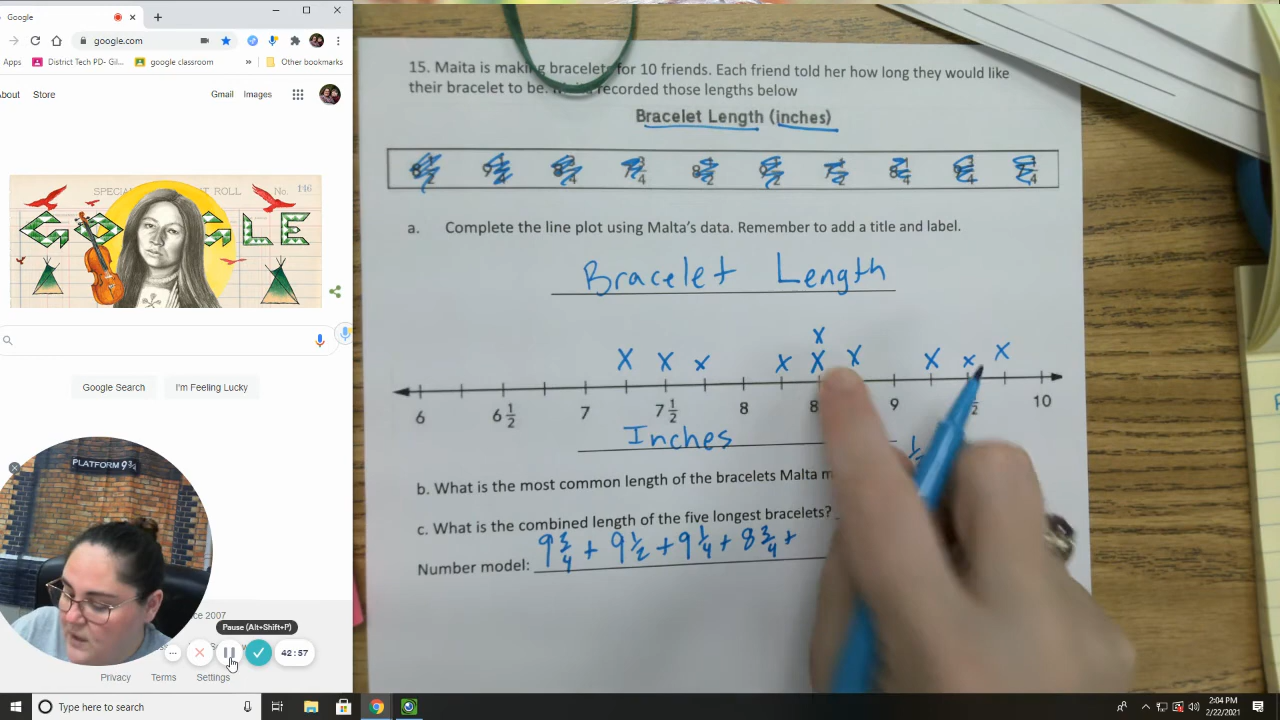 Google
google.com
Apps
District Tech PD- Gil...
google classroom
»
Other bookmarks
About
Store
Gmail
Images
No. 146
GOOGLE
Google Search
I'm Feeling Lucky
PLATFORM 9¾
since 2007
Pause (Alt+Shift+P)
42:57
Privacy
Terms
Settings
Type here to search
2:04 PM
2/22/2021
15. Maita is making bracelets for 10 friends. Each friend told her how long they would like
their bracelet to be. recorded those lengths below
Bracelet Length (inches)
a. Complete the line plot using Malta's data. Remember to add a title and label.
Bracelet Length
X
X X X X X X X X X
6 6 1/2 7 7 1/2 8 8 9 10
Inches
b. What is the most common length of the bracelets Malta
c. What is the combined length of the five longest bracelets?
9 3/4 + 9 1/2 + 9 1/4 + 8 3/4 +
Number model: